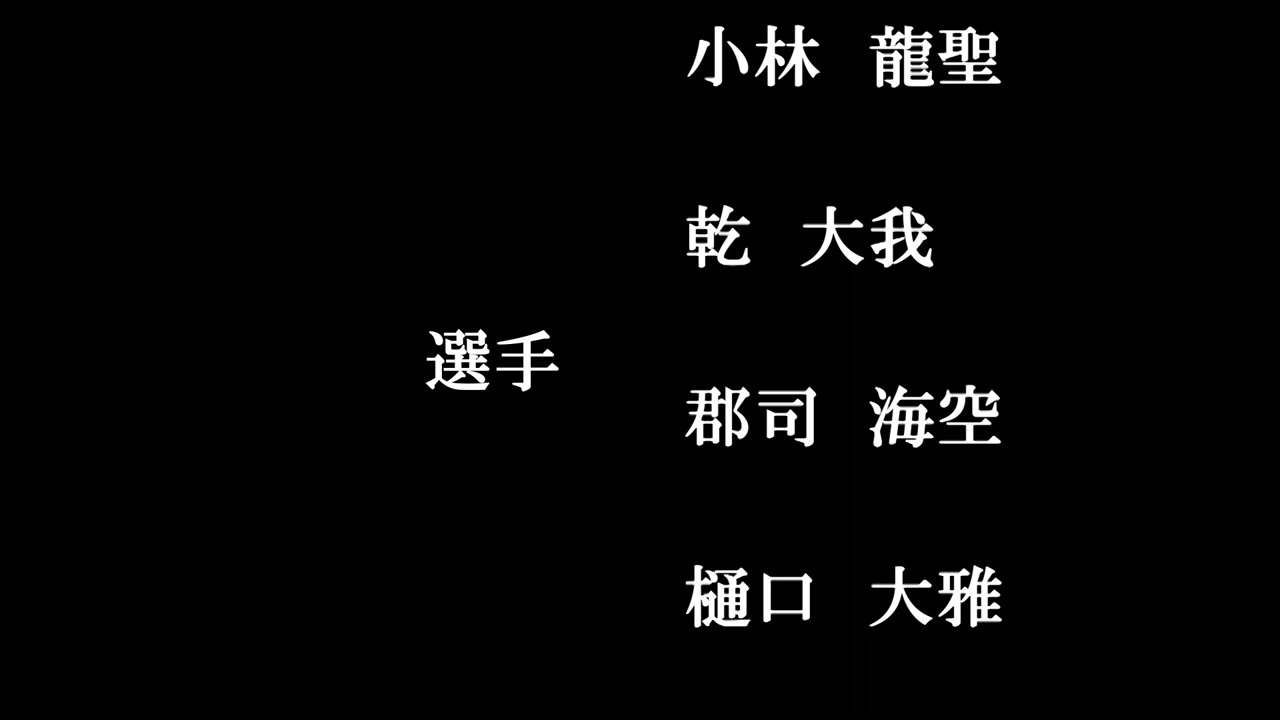 小林 龍聖
乾 大我
選手
郡司 海空
樋口 大雅